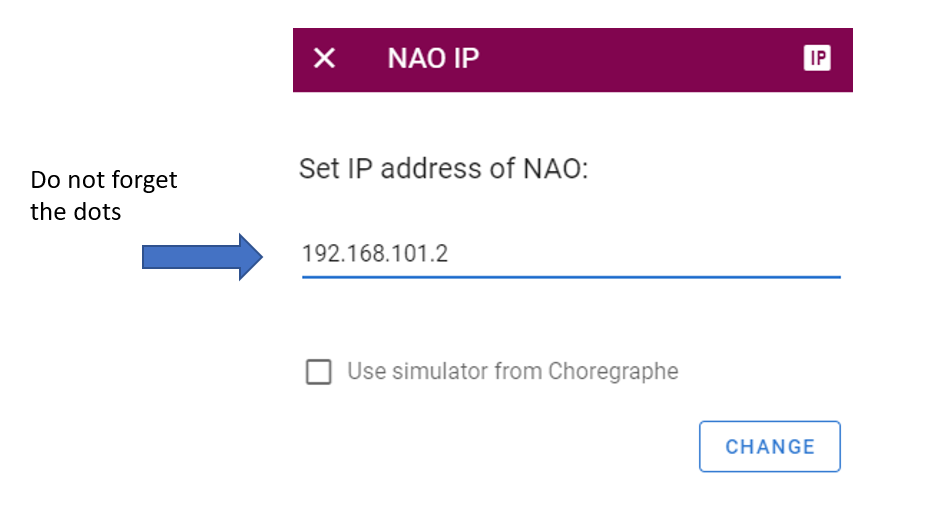 NAO IP
IP
Set IP address of NAO:
Do not forget
the dots
192.168.101.2
Use simulator from Choregraphe
CHANGE